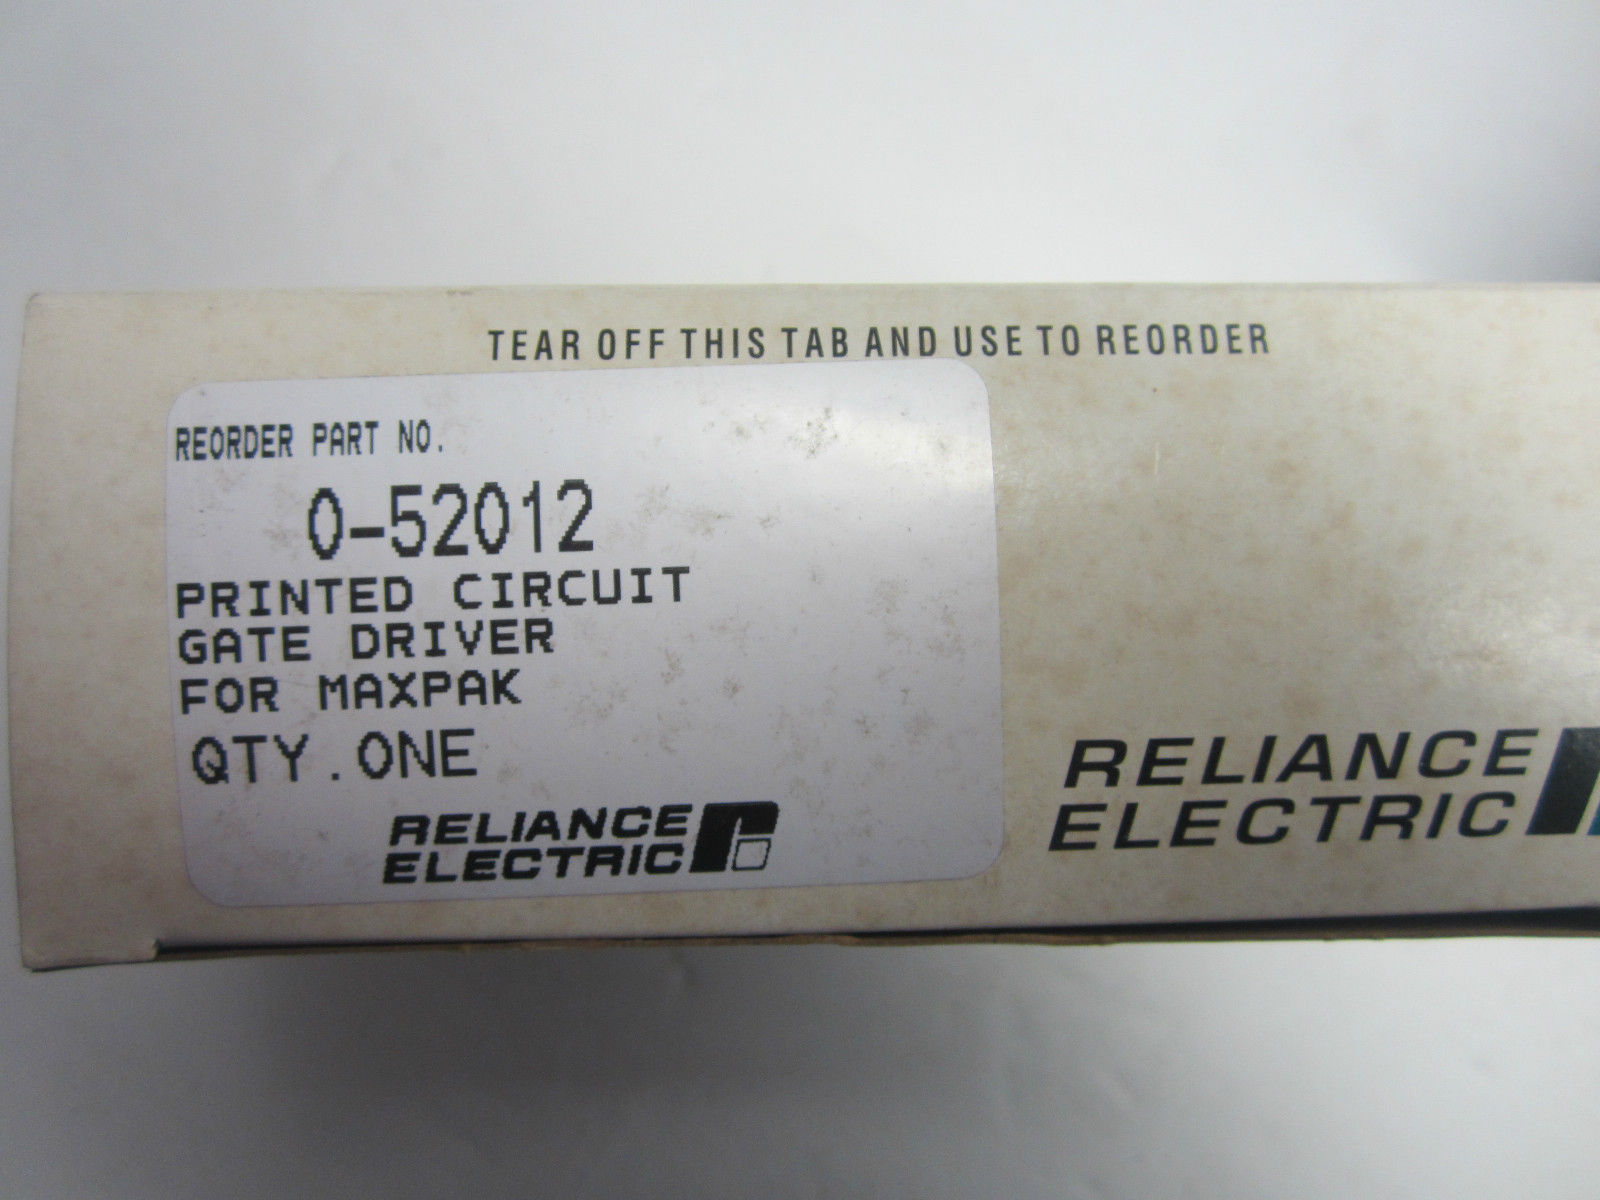 TEAR OFF THIS TAB AND USE TO REORDER
REORDER PART NO.
0-52012
PRINTED CIRCUIT
GATE DRIVER
FOR MAXPAK
QTY.ONE
RELIANCE
ELECTRIC
RELIANCE
ELECTRIC